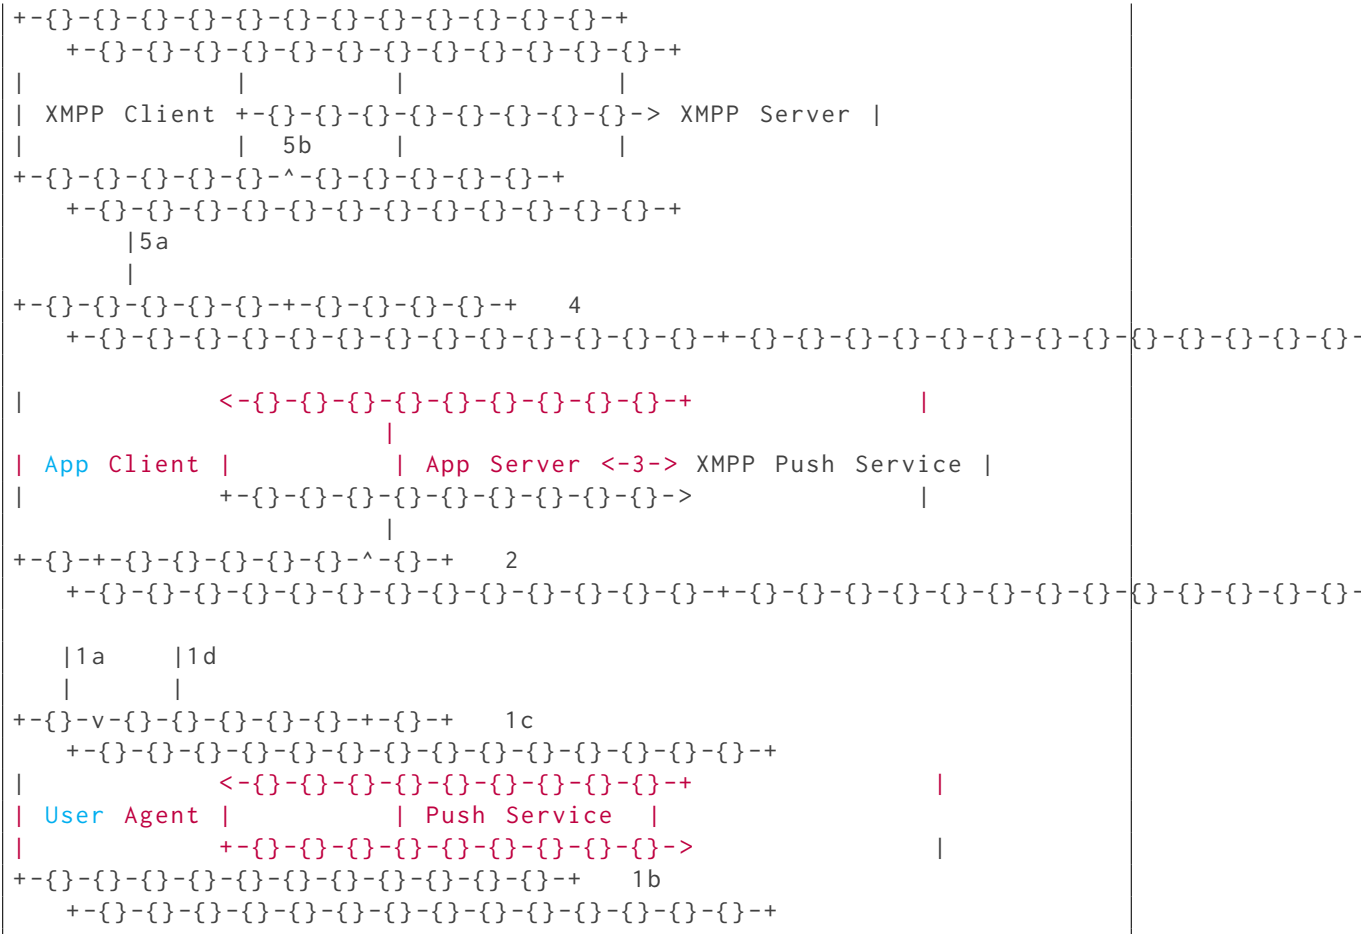 +-{}-{}-{}-{}-{}-{}-{}-{}-{}-{}-{}-{}-+
+-{}-{}-{}-{}-{}-{}-{}-{}-{}-{}-{}-{}-+
| | | |
| XMPP Client +-{}-{}-{}-{}-{}-{}-{}-{}-> XMPP Server |
| | 5b | |
+-{}-{}-{}-{}-{}-^-{}-{}-{}-{}-{}-+
+-{}-{}-{}-{}-{}-{}-{}-{}-{}-{}-{}-{}-+
|5a
|
+-{}-{}-{}-{}-{}-+-{}-{}-{}-{}-+ 4
+-{}-{}-{}-{}-{}-{}-{}-{}-{}-{}-{}-{}-{}-+-{}-{}-{}-{}-{}-{}-{}-{}-{}-{}-{}-{}-{}-
| <-{}-{}-{}-{}-{}-{}-{}-{}-{}-+ |
|
| App Client | | App Server <-3-> XMPP Push Service |
| +-{}-{}-{}-{}-{}-{}-{}-{}-{}-> |
|
+-{}-+-{}-{}-{}-{}-{}-^-{}-+ 2
+-{}-{}-{}-{}-{}-{}-{}-{}-{}-{}-{}-{}-{}-+-{}-{}-{}-{}-{}-{}-{}-{}-{}-{}-{}-{}-{}-
|1a |1d
| |
+-{}-v-{}-{}-{}-{}-{}-+-{}-+ 1c
+-{}-{}-{}-{}-{}-{}-{}-{}-{}-{}-{}-{}-{}-{}-+
| <-{}-{}-{}-{}-{}-{}-{}-{}-{}-+ |
| User Agent | | Push Service |
| +-{}-{}-{}-{}-{}-{}-{}-{}-{}-> |
+-{}-{}-{}-{}-{}-{}-{}-{}-{}-{}-{}-+ 1b
+-{}-{}-{}-{}-{}-{}-{}-{}-{}-{}-{}-{}-{}-{}-+